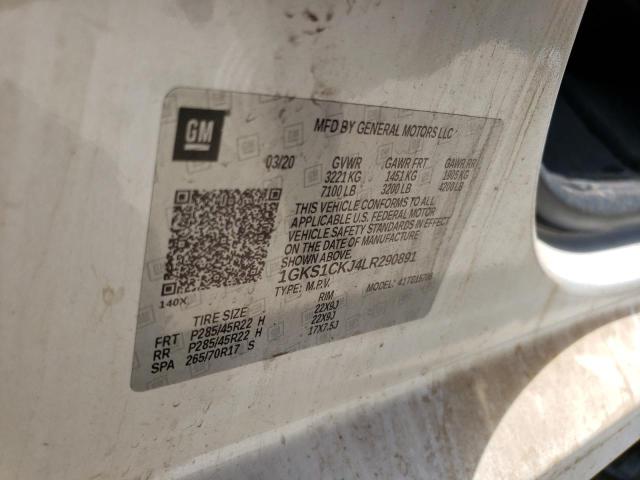 GM
MFD BY GENERAL MOTORS LLC
03/20 GVWR GAWR FRT GAWR RR
3221 KG 1451 KG 1905 KG
7100 LB 3200 LB 4200 LB
THIS VEHICLE CONFORMS TO ALL
APPLICABLE U.S. FEDERAL MOTOR
VEHICLE SAFETY STANDARDS IN EFFECT
ON THE DATE OF MANUFACTURE
SHOWN ABOVE.
1GKS1CKJ4LR290891
TYPE: M.P.V. MODEL:
140X
TIRE SIZE RIM
FRT P285/45R22 H 22X9J
RR P285/45R22 H 22X9J
SPA 265/70R17 S 17X7.5J